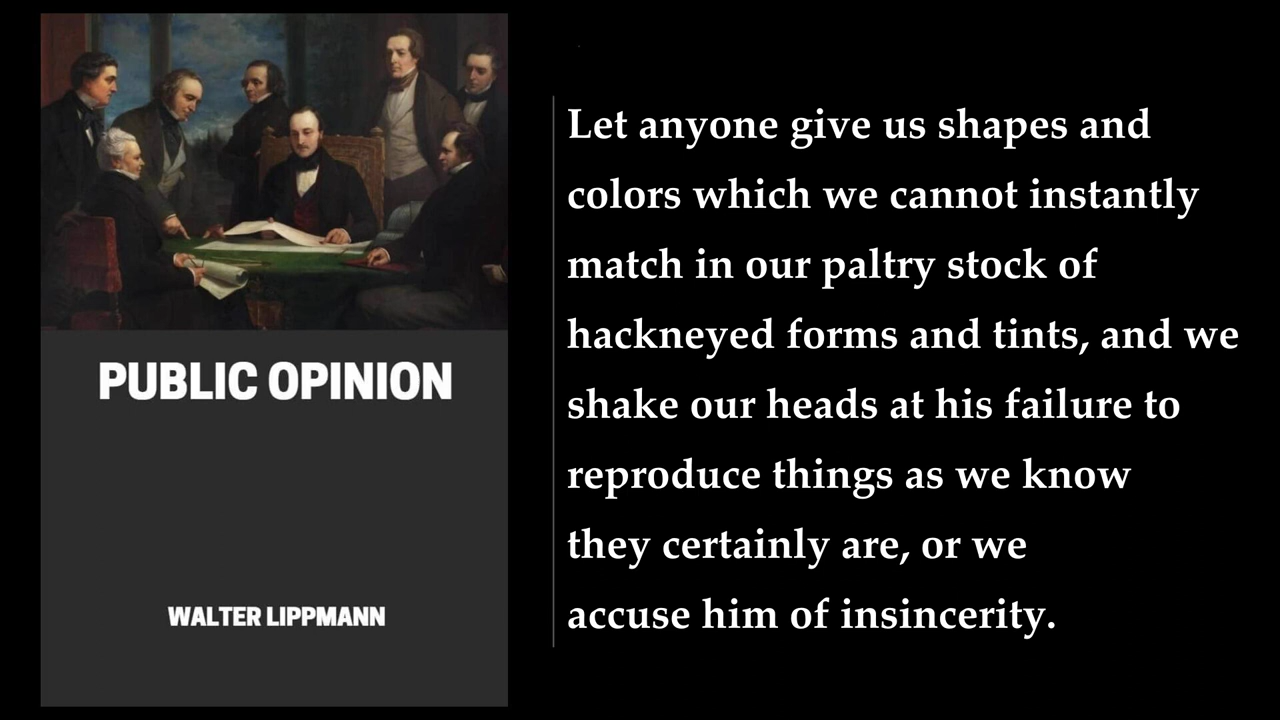 PUBLIC OPINION
WALTER LIPPMANN
Let anyone give us shapes and
colors which we cannot instantly
match in our paltry stock of
hackneyed forms and tints, and we
shake our heads at his failure to
reproduce things as we know
they certainly are, or we
accuse him of insincerity.